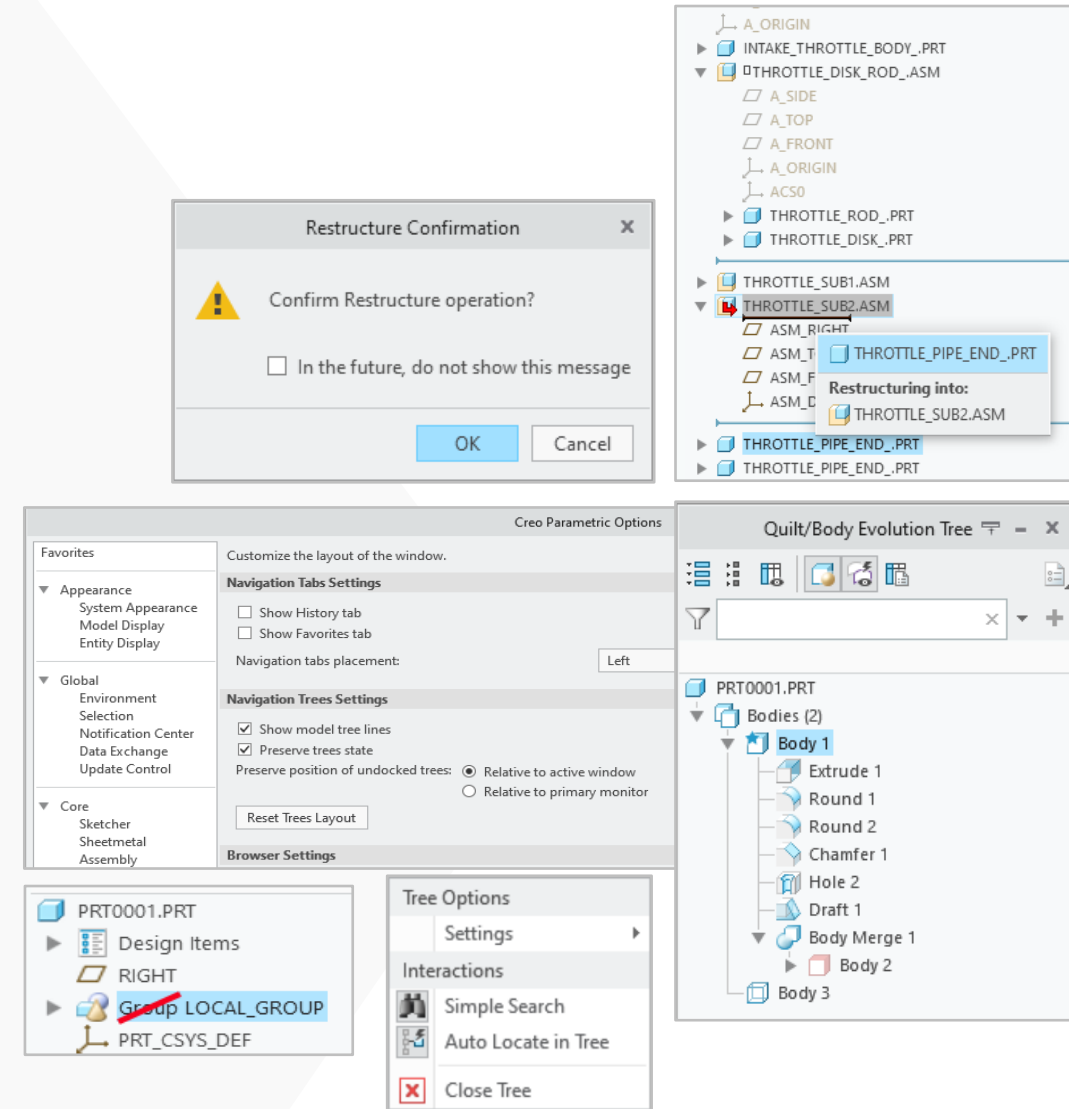 A_ORIGIN
INTAKE_THROTTLE_BODY_.PRT
THROTTLE_DISK_ROD_.ASM
A_SIDE
A_TOP
A_FRONT
A_ORIGIN
ACS0
THROTTLE_ROD_.PRT
THROTTLE_DISK_.PRT
THROTTLE_SUB1.ASM
THROTTLE_SUB2.ASM
ASM_RIGHT
ASM_T
ASM_F
ASM_D
THROTTLE_PIPE_END_.PRT
Restructuring into:
THROTTLE_SUB2.ASM
THROTTLE_PIPE_END_.PRT
THROTTLE_PIPE_END_.PRT
Restructure Confirmation
Confirm Restructure operation?
In the future, do not show this message
OK Cancel
Creo Parametric Options
Favorites
Appearance
System Appearance
Model Display
Entity Display
Global
Environment
Selection
Notification Center
Data Exchange
Update Control
Core
Sketcher
Sheetmetal
Assembly
Customize the layout of the window.
Navigation Tabs Settings
Show History tab
Show Favorites tab
Navigation tabs placement: Left
Navigation Trees Settings
Show model tree lines
Preserve trees state
Preserve position of undocked trees: Relative to active window
Relative to primary monitor
Reset Trees Layout
Browser Settings
Quilt/Body Evolution Tree
PRT0001.PRT
Bodies (2)
Body 1
Extrude 1
Round 1
Round 2
Chamfer 1
Hole 2
Draft 1
Body Merge 1
Body 2
Body 3
PRT0001.PRT
Design Items
RIGHT
Group LOCAL_GROUP
PRT_CSYS_DEF
Tree Options
Settings
Interactions
Simple Search
Auto Locate in Tree
Close Tree